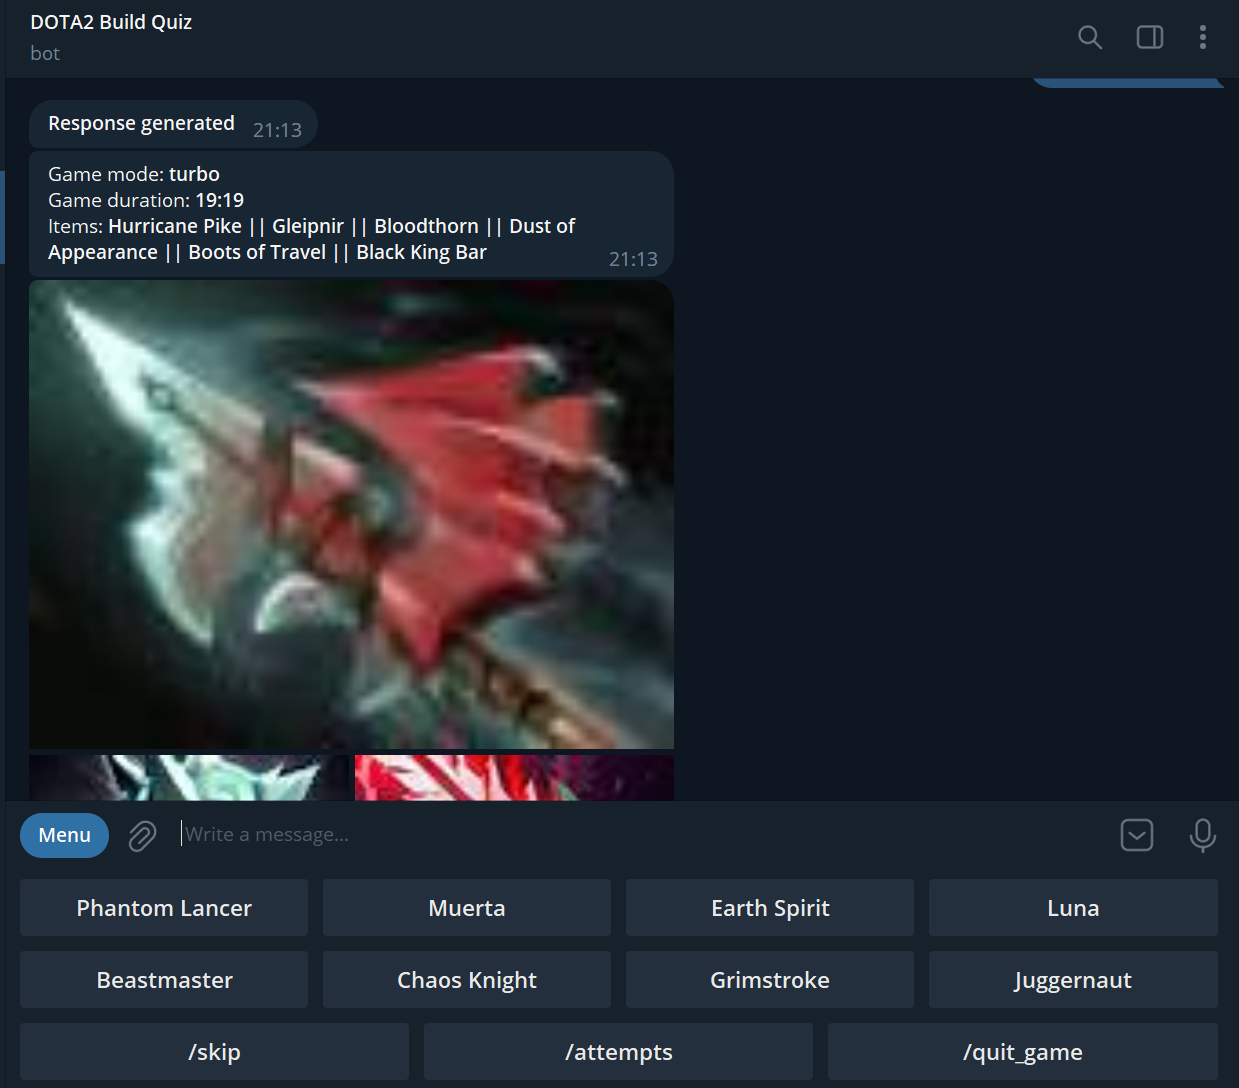 DOTA2 Build Quiz
bot
Response generated 21:13
Game mode: turbo
Game duration: 19:19
Items: Hurricane Pike || Gleipnir || Bloodthorn || Dust of
Appearance || Boots of Travel || Black King Bar
21:13
Menu
Write a message...
Phantom Lancer
Muerta
Earth Spirit
Luna
Beastmaster
Chaos Knight
Grimstroke
Juggernaut
/skip
/attempts
/quit_game